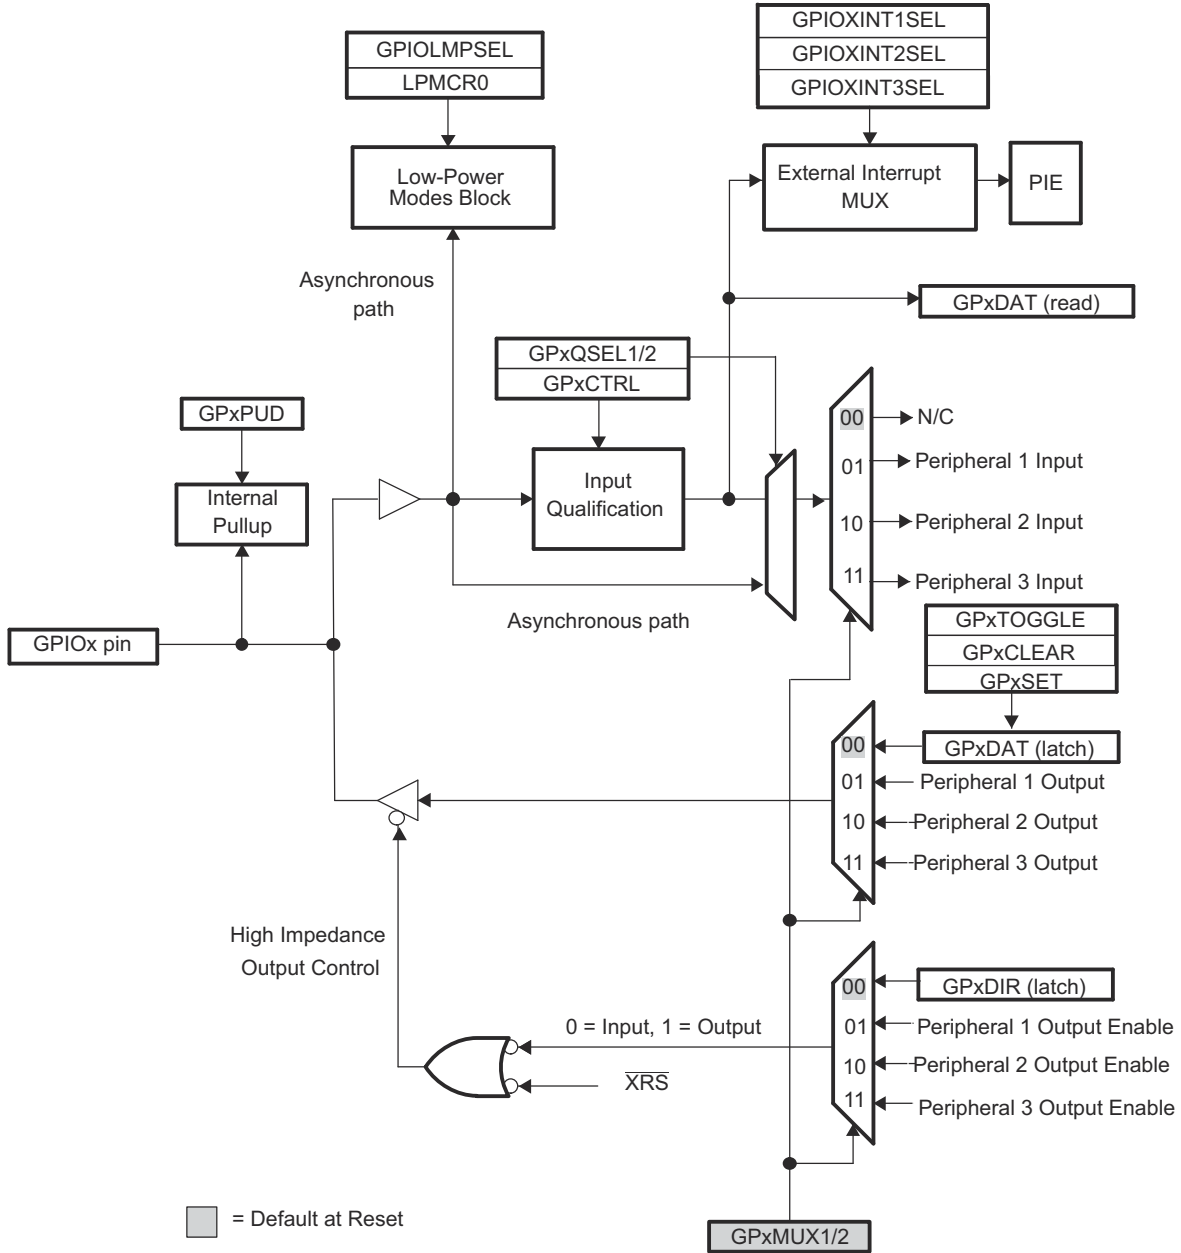 GPIOLMPSEL
LPMCR0
Low-Power
Modes Block
GPIOXINT1SEL
GPIOXINT2SEL
GPIOXINT3SEL
External Interrupt
MUX
PIE
Asynchronous
path
GPxDAT (read)
GPxQSEL1/2
GPxCTRL
GPxPUD
Internal
Pullup
Input
Qualification
00
N/C
01
Peripheral 1 Input
10
Peripheral 2 Input
11
Peripheral 3 Input
Asynchronous path
GPIOx pin
GPxTOGGLE
GPxCLEAR
GPxSET
00
GPxDAT (latch)
01
Peripheral 1 Output
10
Peripheral 2 Output
11
Peripheral 3 Output
High Impedance
Output Control
00
GPxDIR (latch)
0 = Input, 1 = Output
01
Peripheral 1 Output Enable
10
Peripheral 2 Output Enable
XRS
11
Peripheral 3 Output Enable
= Default at Reset
GPxMUX1/2